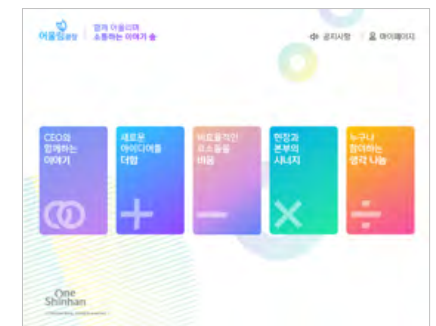 어울림광장
함께 어울리며
소통하는 이야기 숲
공지사항
마이페이지
CEO와
함께하는
이야기
새로운
아이디어를
더함
비효율적인
요소들을
비움
현장과
본부의
시너지
누구나
참여하는
생각 나눔
One
Shinhan